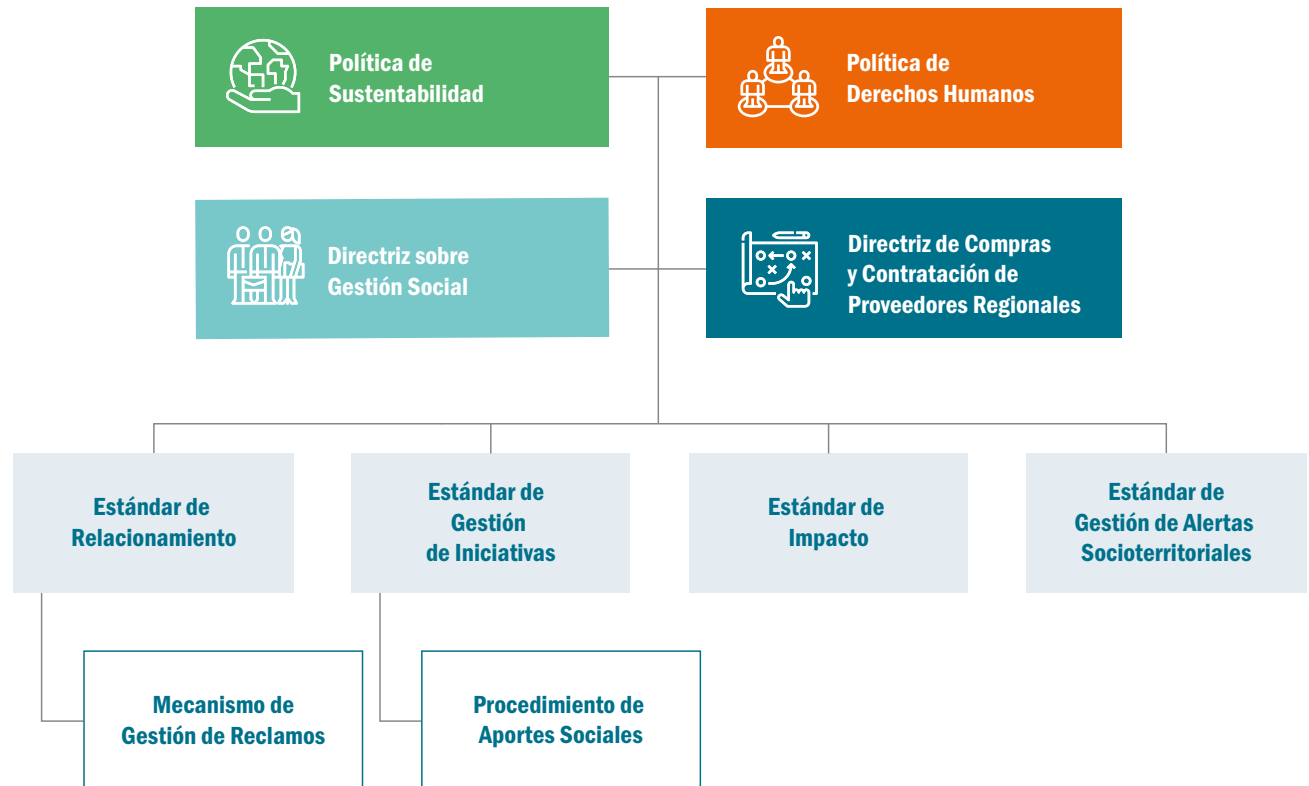 Política de
Sustentabilidad
Política de
Derechos Humanos
Directriz sobre
Gestión Social
Directriz de Compras
y Contratación de
Proveedores Regionales
Estándar de
Relacionamiento
Estándar de
Gestión
de Iniciativas
Estándar de
Impacto
Estándar de
Gestión de Alertas
Socioterritoriales
Mecanismo de
Gestión de Reclamos
Procedimiento de
Aportes Sociales